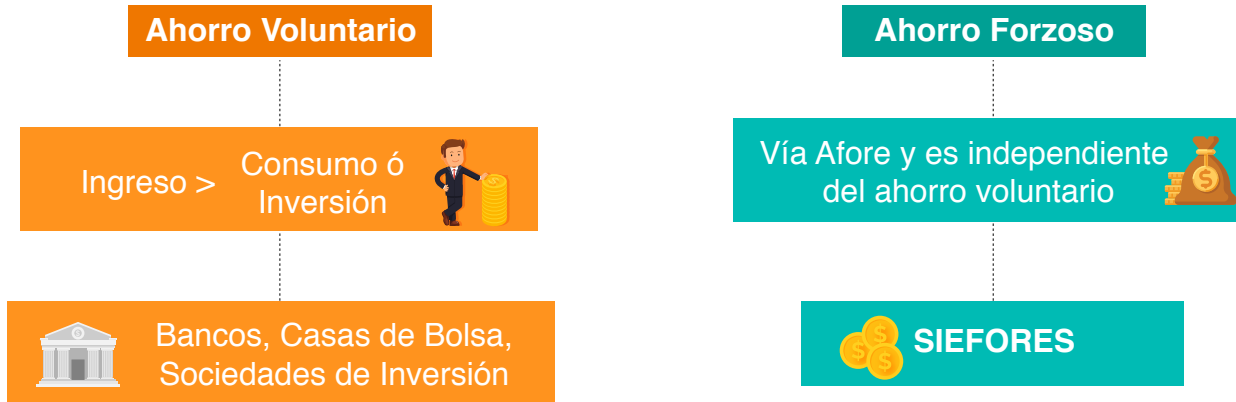 Ahorro Voluntario
Ingreso > Consumo ó
Inversión
Bancos, Casas de Bolsa,
Sociedades de Inversión
Ahorro Forzoso
Vía Afore y es independiente
del ahorro voluntario
SIEFORES